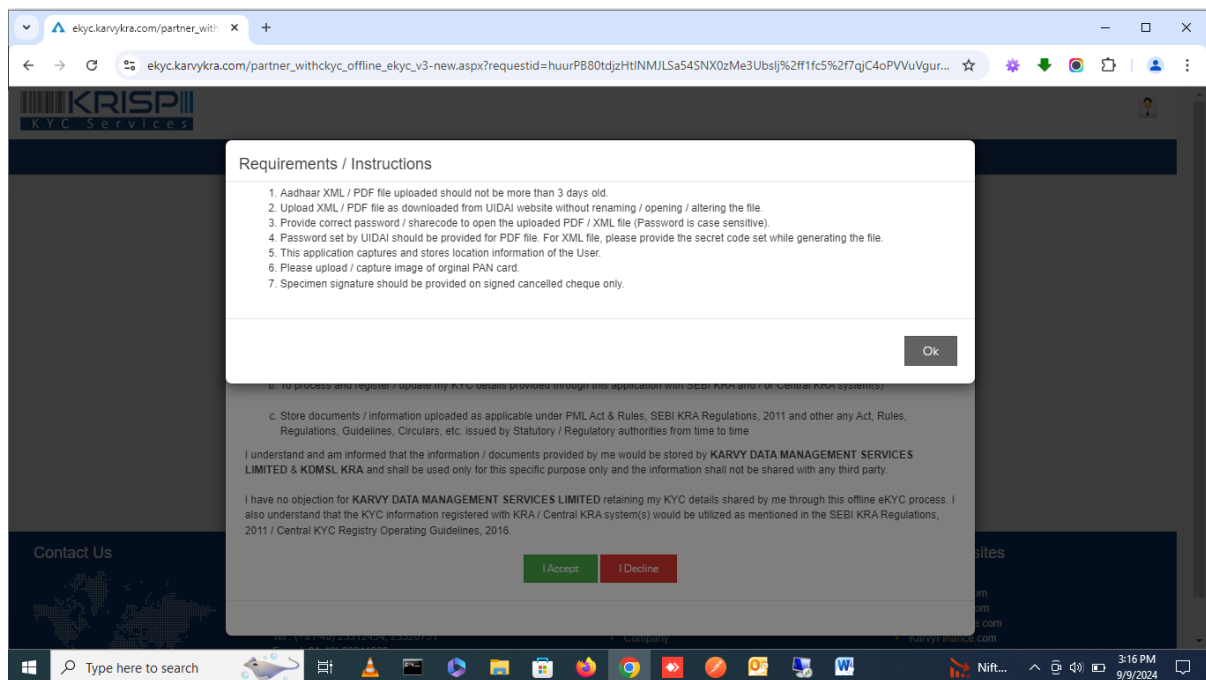 ekyc.karvykra.com/partner_with
ekyc.karvykra.com/partner_withckyc_offline_ekyc_v3-new.aspx?requestid=huurPB80tdjzHtINMJLSa54SNX0zMe3Ubslj%2ff1fc5%2f7qjC4oPVVuVgur...
KRISP
KYC Services
Requirements / Instructions
1. Aadhaar XML / PDF file uploaded should not be more than 3 days old.
2. Upload XML / PDF file as downloaded from UIDAI website without renaming / opening / altering the file.
3. Provide correct password / sharecode to open the uploaded PDF / XML file (Password is case sensitive).
4. Password set by UIDAI should be provided for PDF file. For XML file, please provide the secret code set while generating the file.
5. This application captures and stores location information of the User.
6. Please upload / capture image of orginal PAN card.
7. Specimen signature should be provided on signed cancelled cheque only.
Ok
b. To process and register / update my KYC details provided through this application with SEBI KRA and / or Central KRA system(s)
c. Store documents / information uploaded as applicable under PML Act & Rules, SEBI KRA Regulations, 2011 and other any Act, Rules,
Regulations, Guidelines, Circulars, etc. issued by Statutory / Regulatory authorities from time to time
I understand and am informed that the information / documents provided by me would be stored by KARVY DATA MANAGEMENT SERVICES
LIMITED & KDMSL KRA and shall be used only for this specific purpose only and the information shall not be shared with any third party.
I have no objection for KARVY DATA MANAGEMENT SERVICES LIMITED retaining my KYC details shared by me through this offline eKYC process. I
also understand that the KYC information registered with KRA / Central KRA system(s) would be utilized as mentioned in the SEBI KRA Regulations,
2011 / Central KYC Registry Operating Guidelines, 2016.
I Accept
I Decline
Contact Us
sites
om
om
e.com
Company
KarvyFinance.com
Type here to search
Nift...
3:16 PM
9/9/2024